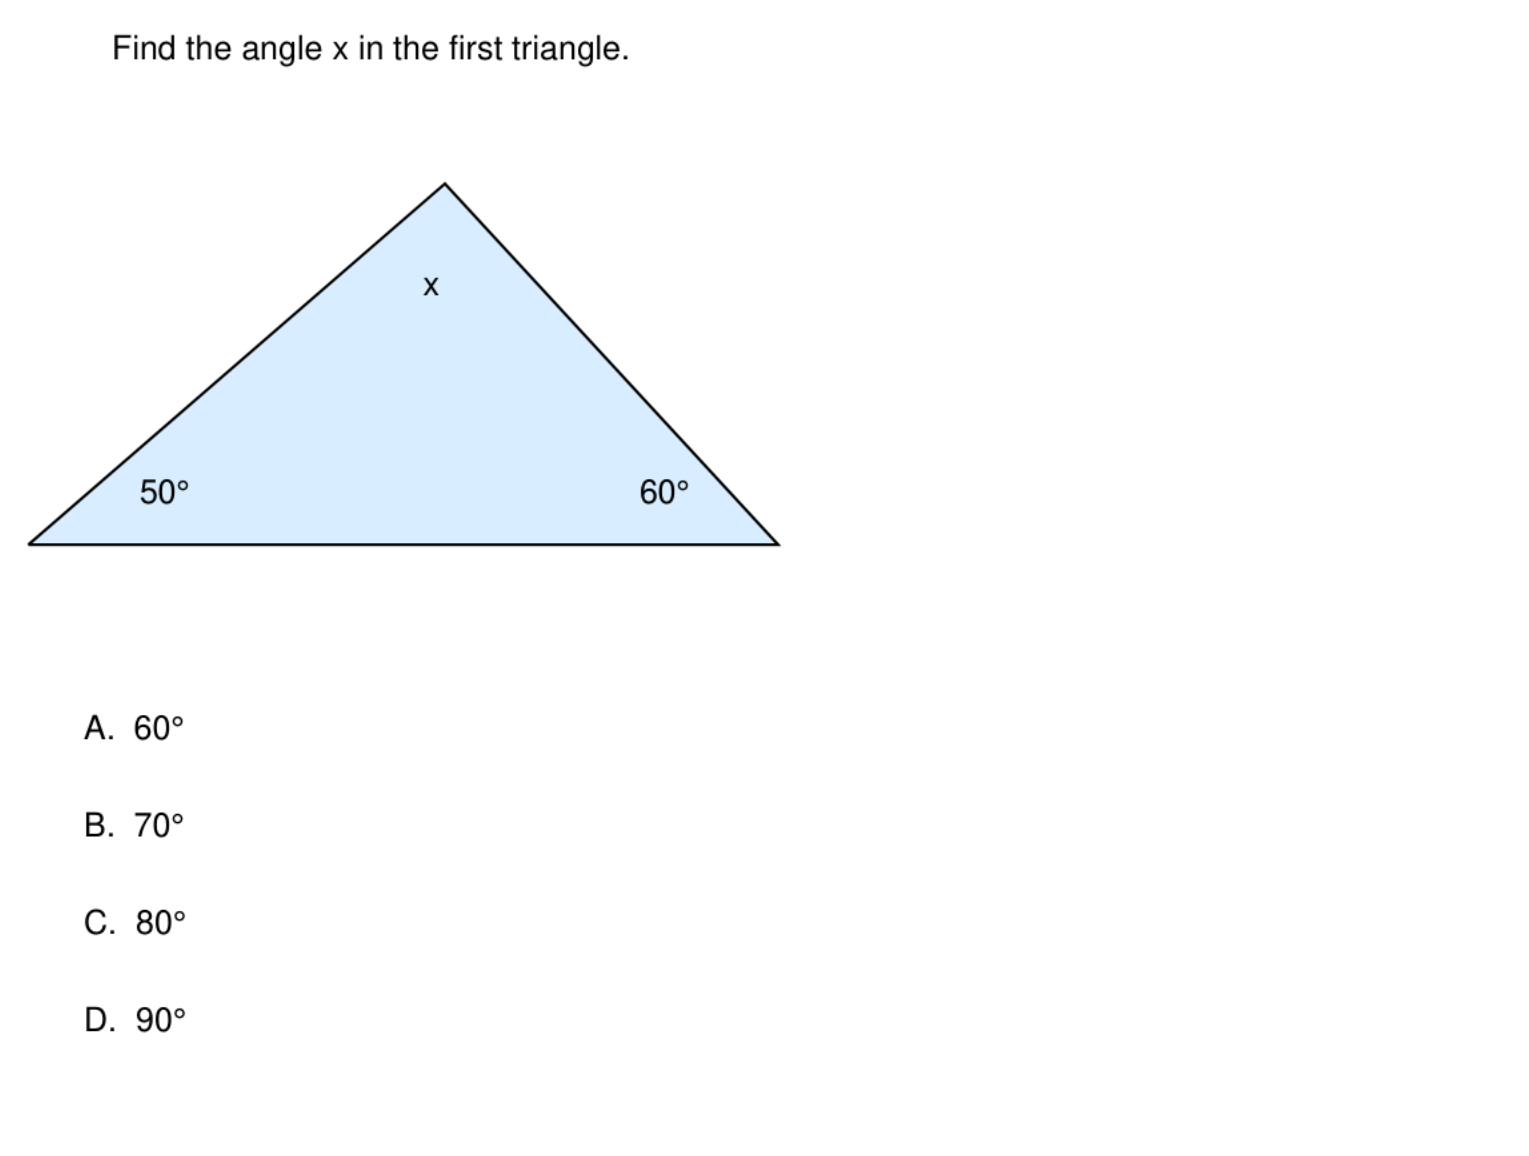 Find the angle x in the first triangle.
x
50° 60°
A. 60°
B. 70°
C. 80°
D. 90°